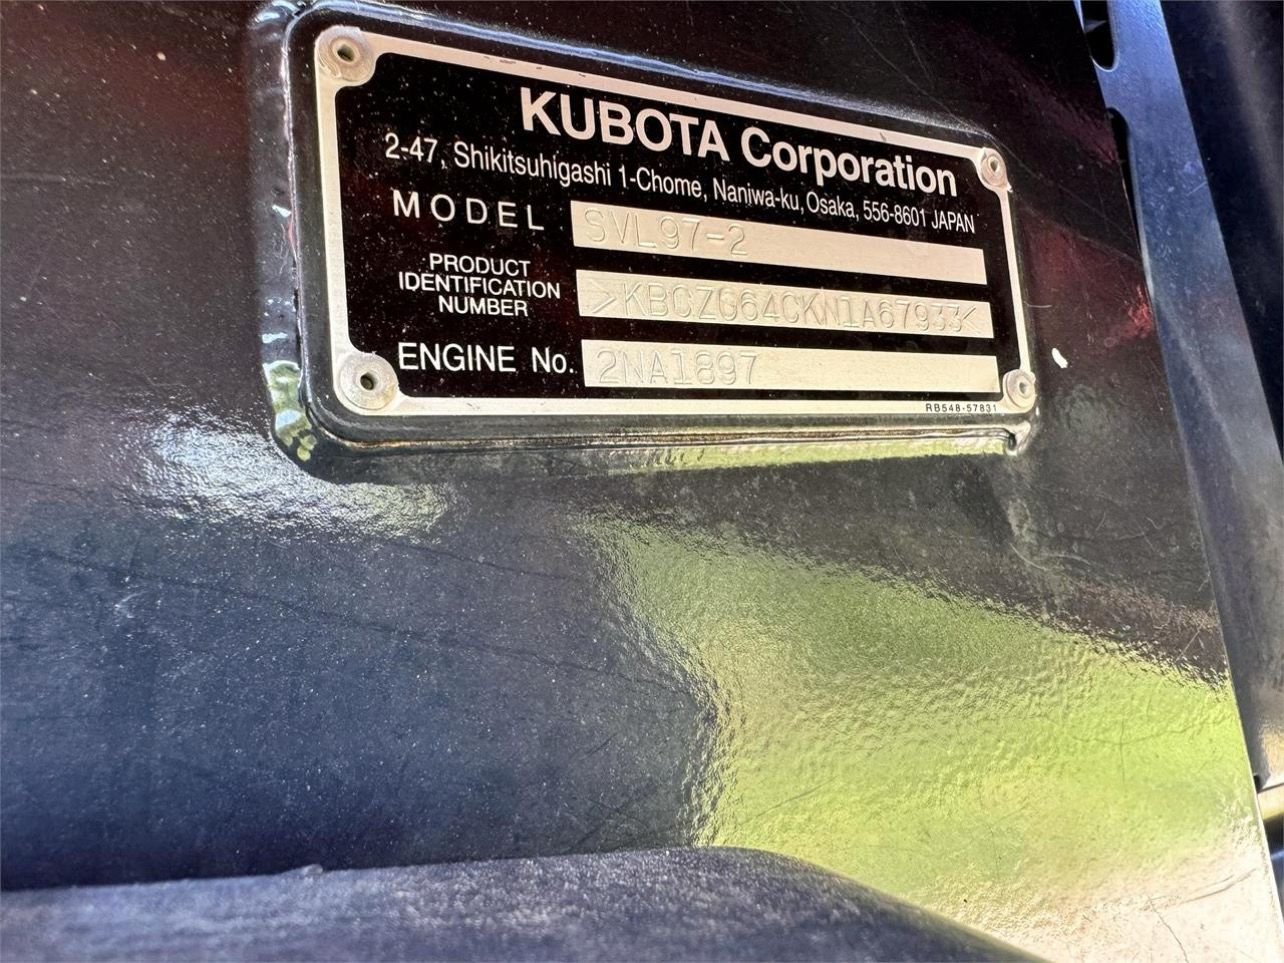 KUBOTA Corporation
2-47, Shikitsuhigashi 1-Chome, Naniwa-ku, Osaka, 556-8601 JAPAN
MODEL SVL97-2
PRODUCT
IDENTIFICATION
NUMBER
>KBCZG64CKN1A67933<
ENGINE No. 2NA1897
RB548-57831